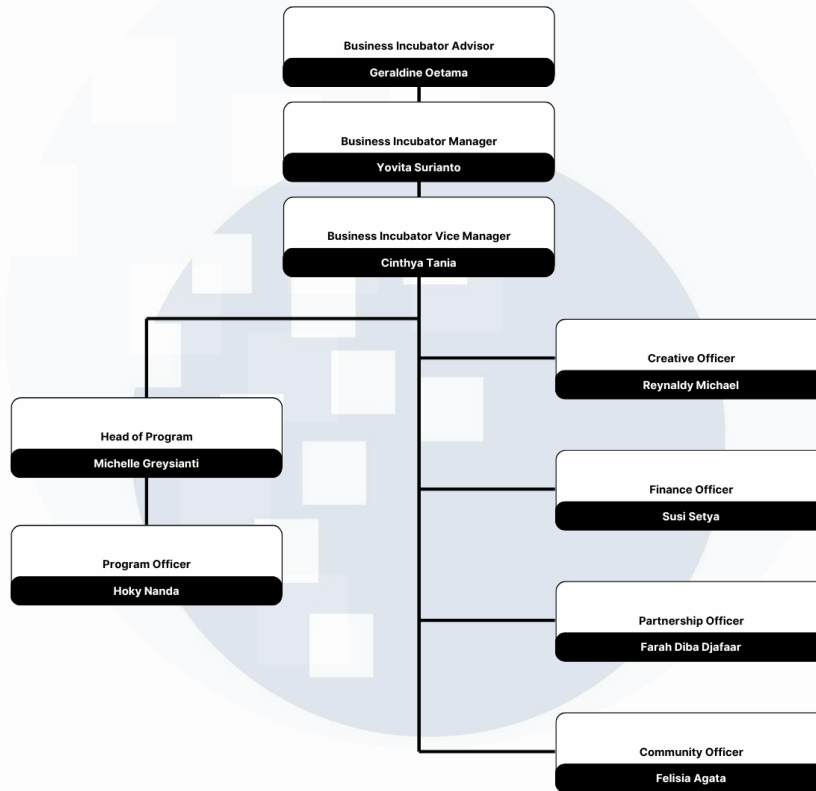 Business Incubator Advisor
Geraldine Oetama
Business Incubator Manager
Yovita Surianto
Business Incubator Vice Manager
Cinthya Tania
Head of Program
Michelle Greysianti
Program Officer
Hoky Nanda
Creative Officer
Reynaldy Michael
Finance Officer
Susi Setya
Partnership Officer
Farah Diba Djafaar
Community Officer
Felisia Agata